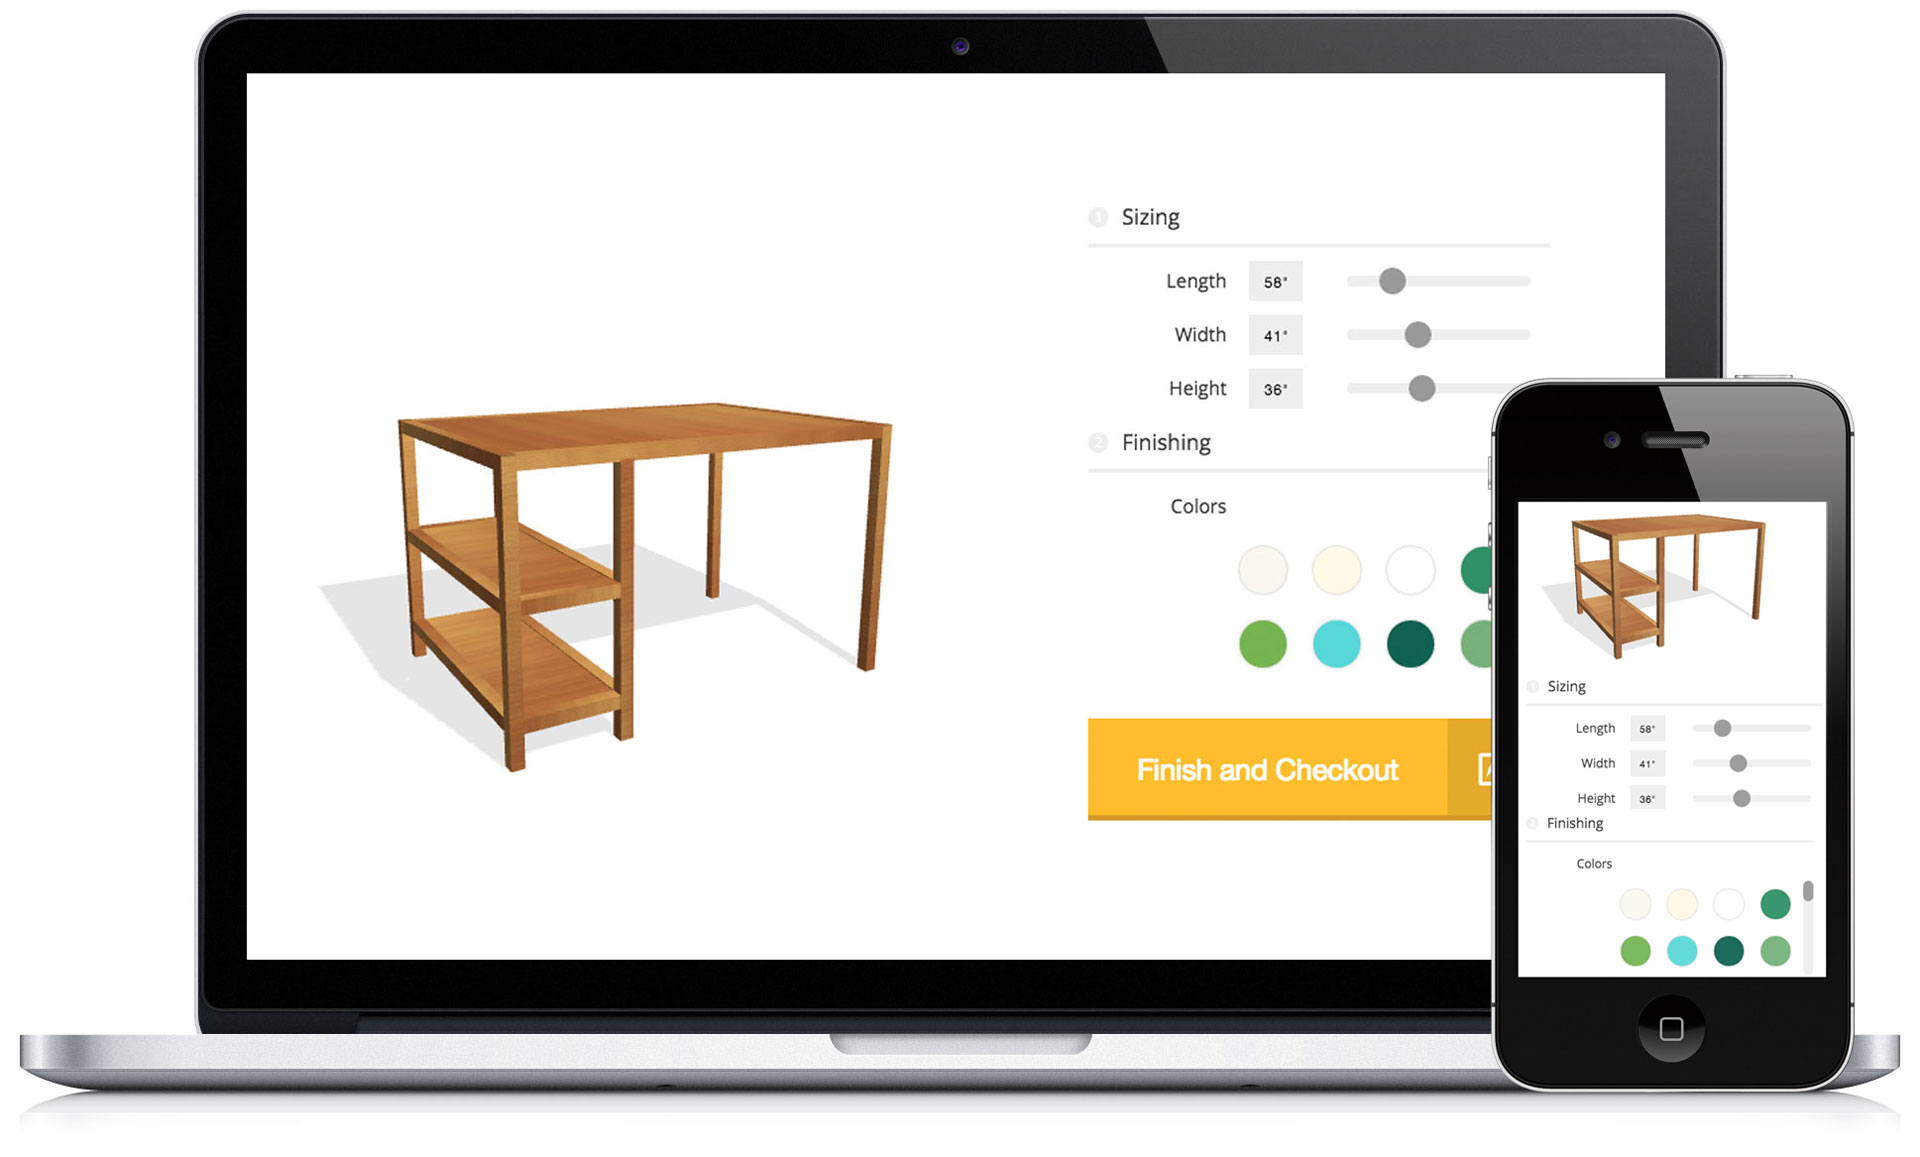 1 Sizing
Length 58"
Width 41"
Height 36"
2 Finishing
Colors
Finish and Checkout
1 Sizing
Length 58"
Width 41"
Height 36"
2 Finishing
Colors